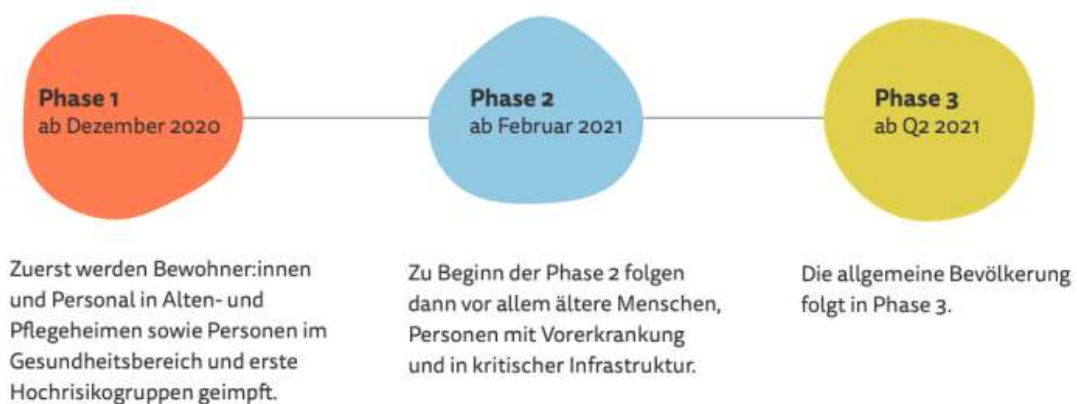 Phase 1
ab Dezember 2020
Phase 2
ab Februar 2021
Phase 3
ab Q2 2021
Zuerst werden Bewohner:innen
und Personal in Alten- und
Pflegeheimen sowie Personen im
Gesundheitsbereich und erste
Hochrisikogruppen geimpft.
Zu Beginn der Phase 2 folgen
dann vor allem ältere Menschen,
Personen mit Vorerkrankung
und in kritischer Infrastruktur.
Die allgemeine Bevölkerung
folgt in Phase 3.